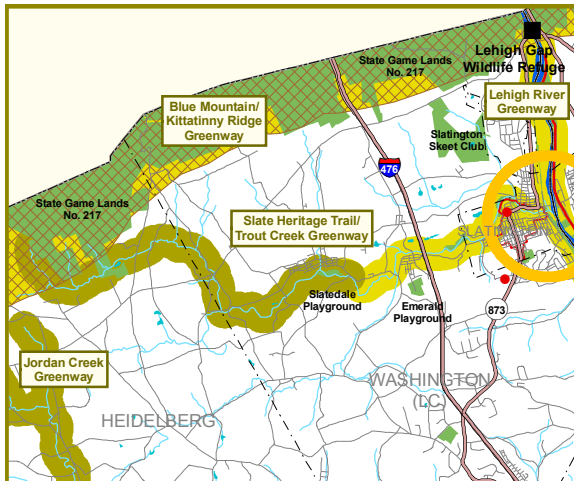 Lehigh Gap
Wildlife Refuge
State Game Lands
No. 217
Lehigh River
Greenway
Blue Mountain/
Kittatinny Ridge
Greenway
Slatington
Skeet Club
476
State Game Lands
No. 217
Slate Heritage Trail/
Trout Creek Greenway
SLATINGTON
Slatedale
Playground
Emerald
Playground
873
Jordan Creek
Greenway
WASHINGTON
(LC)
HEIDELBERG